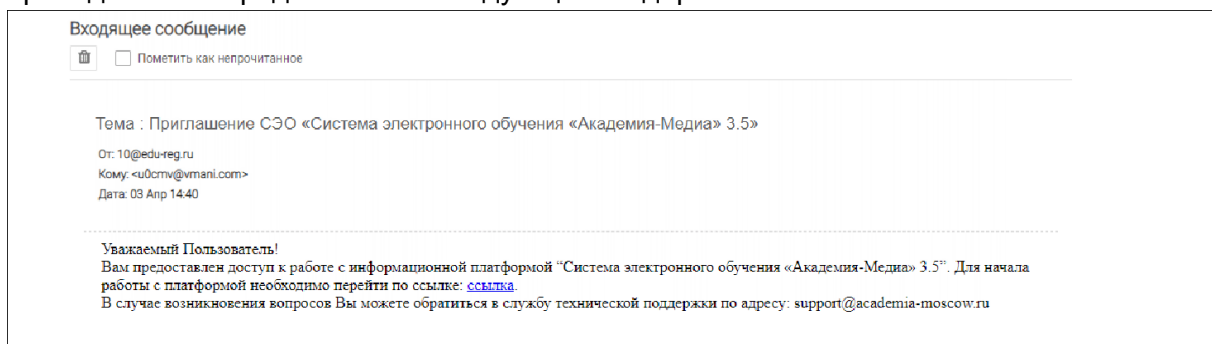 Входящее сообщение
Пометить как непрочитанное
Тема : Приглашение СЭО «Система электронного обучения «Академия-Медиа» 3.5»
От: 10@edu-reg.ru
Кому: <u0cmv@vmani.com>
Дата: 03 Апр 14:40
Уважаемый Пользователь!
Вам предоставлен доступ к работе с информационной платформой “Система электронного обучения «Академия-Медиа» 3.5”. Для начала
работы с платформой необходимо перейти по ссылке: ссылка.
В случае возникновения вопросов Вы можете обратиться в службу технической поддержки по адресу: support@academia-moscow.ru